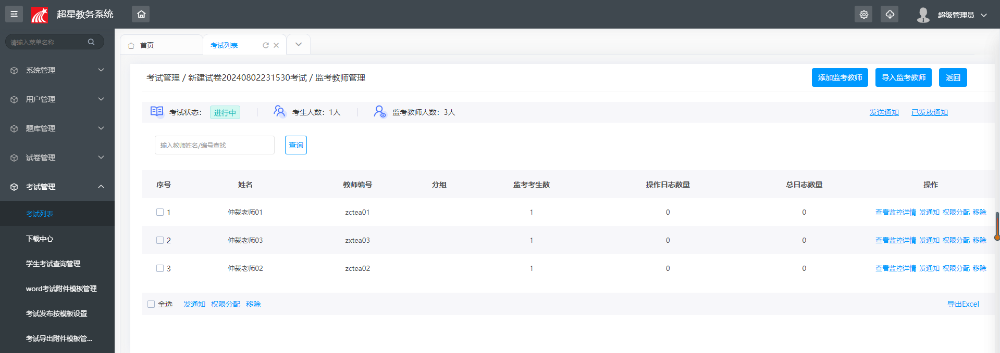 超星教务系统
超级管理员
请输入菜单名称
系统管理
用户管理
题库管理
试卷管理
考试管理
考试列表
下载中心
学生考试查询管理
word考试附件模板管理
考试发布按模板设置
考试导出附件模板管...
首页
考试列表
考试管理 / 新建试卷20240802231530考试 / 监考教师管理
添加监考教师 导入监考教师 返回
考试状态： 进行中 考生人数：1人 监考教师人数：3人 发送通知 已发放通知
输入教师姓名/编号查找 查询
序号 姓名 教师编号 分组 监考考生数 操作日志数量 总日志数量 操作
1 仲裁老师01 zctea01 1 0 0 查看监控详情 发通知 权限分配 移除
2 仲裁老师03 zxtea03 1 0 0 查看监控详情 发通知 权限分配 移除
3 仲裁老师02 zctea02 1 0 0 查看监控详情 发通知 权限分配 移除
全选 发通知 权限分配 移除 导出Excel